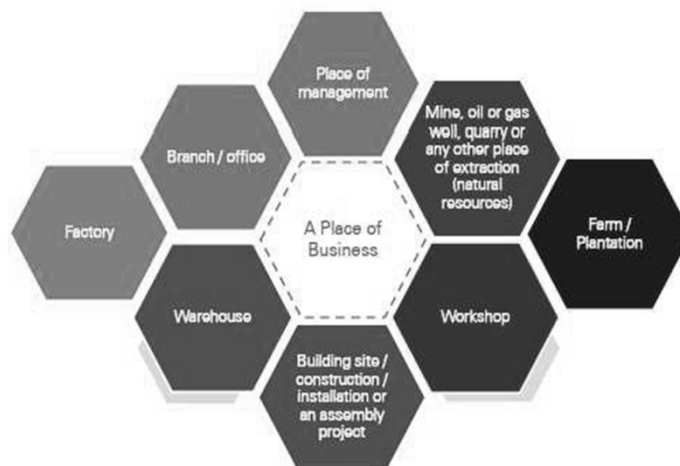 Place of
management
Mine, oil or gas
well, quarry or
any other place
of extraction
(natural
resources)
Branch / office
Factory
A Place of
Business
Farm /
Plantation
Warehouse
Workshop
Building site /
construction /
installation or
an assembly
project